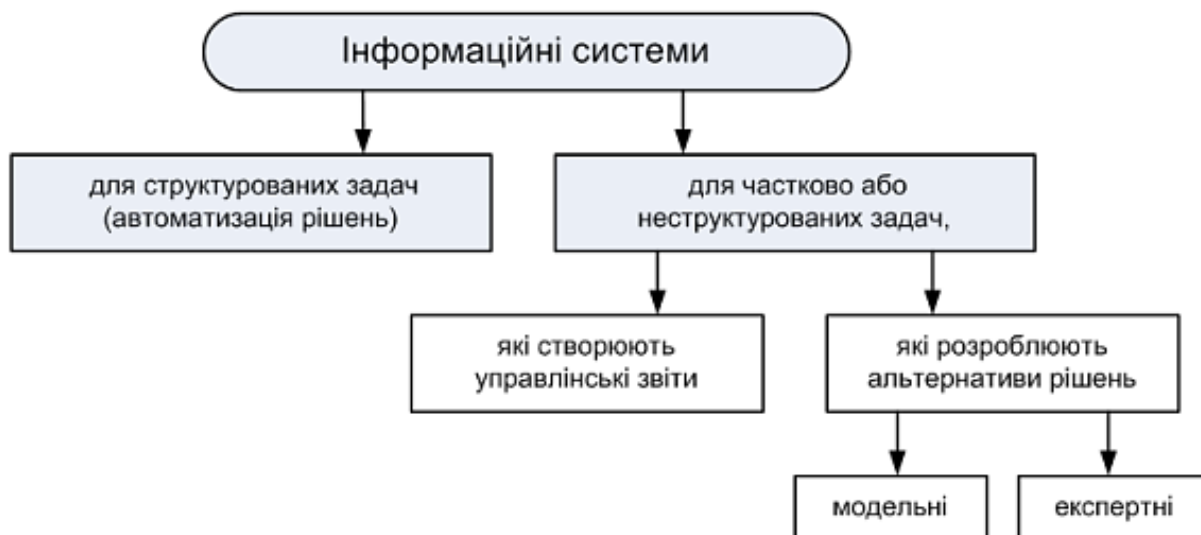 Інформаційні системи
для структурованих задач
(автоматизація рішень)
для частково або
неструктурованих задач,
які створюють
управлінські звіти
які розроблюють
альтернативи рішень
модельні
експертні